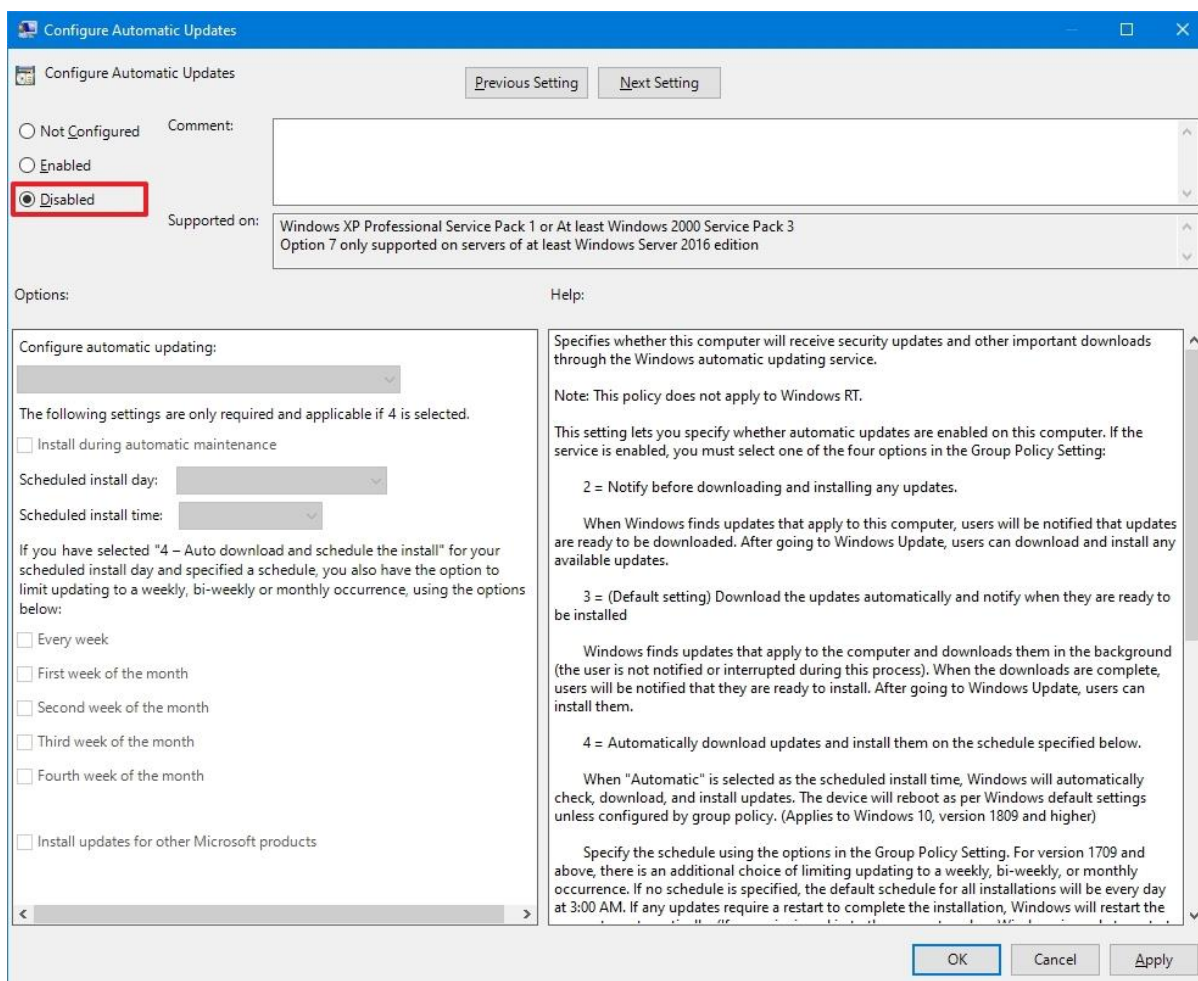 Configure Automatic Updates
Configure Automatic Updates
Previous Setting
Next Setting
Not Configured
Comment:
Enabled
Disabled
Supported on:
Windows XP Professional Service Pack 1 or At least Windows 2000 Service Pack 3
Option 7 only supported on servers of at least Windows Server 2016 edition
Options:
Help:
Configure automatic updating:
The following settings are only required and applicable if 4 is selected.
Install during automatic maintenance
Scheduled install day:
Scheduled install time:
If you have selected "4 – Auto download and schedule the install" for your
scheduled install day and specified a schedule, you also have the option to
limit updating to a weekly, bi-weekly or monthly occurrence, using the options
below:
Every week
First week of the month
Second week of the month
Third week of the month
Fourth week of the month
Install updates for other Microsoft products
Specifies whether this computer will receive security updates and other important downloads
through the Windows automatic updating service.
Note: This policy does not apply to Windows RT.
This setting lets you specify whether automatic updates are enabled on this computer. If the
service is enabled, you must select one of the four options in the Group Policy Setting:
2 = Notify before downloading and installing any updates.
When Windows finds updates that apply to this computer, users will be notified that updates
are ready to be downloaded. After going to Windows Update, users can download and install any
available updates.
3 = (Default setting) Download the updates automatically and notify when they are ready to
be installed
Windows finds updates that apply to the computer and downloads them in the background
(the user is not notified or interrupted during this process). When the downloads are complete,
users will be notified that they are ready to install. After going to Windows Update, users can
install them.
4 = Automatically download updates and install them on the schedule specified below.
When "Automatic" is selected as the scheduled install time, Windows will automatically
check, download, and install updates. The device will reboot as per Windows default settings
unless configured by group policy. (Applies to Windows 10, version 1809 and higher)
Specify the schedule using the options in the Group Policy Setting. For version 1709 and
above, there is an additional choice of limiting updating to a weekly, bi-weekly, or monthly
occurrence. If no schedule is specified, the default schedule for all installations will be every day
at 3:00 AM. If any updates require a restart to complete the installation, Windows will restart the
OK
Cancel
Apply